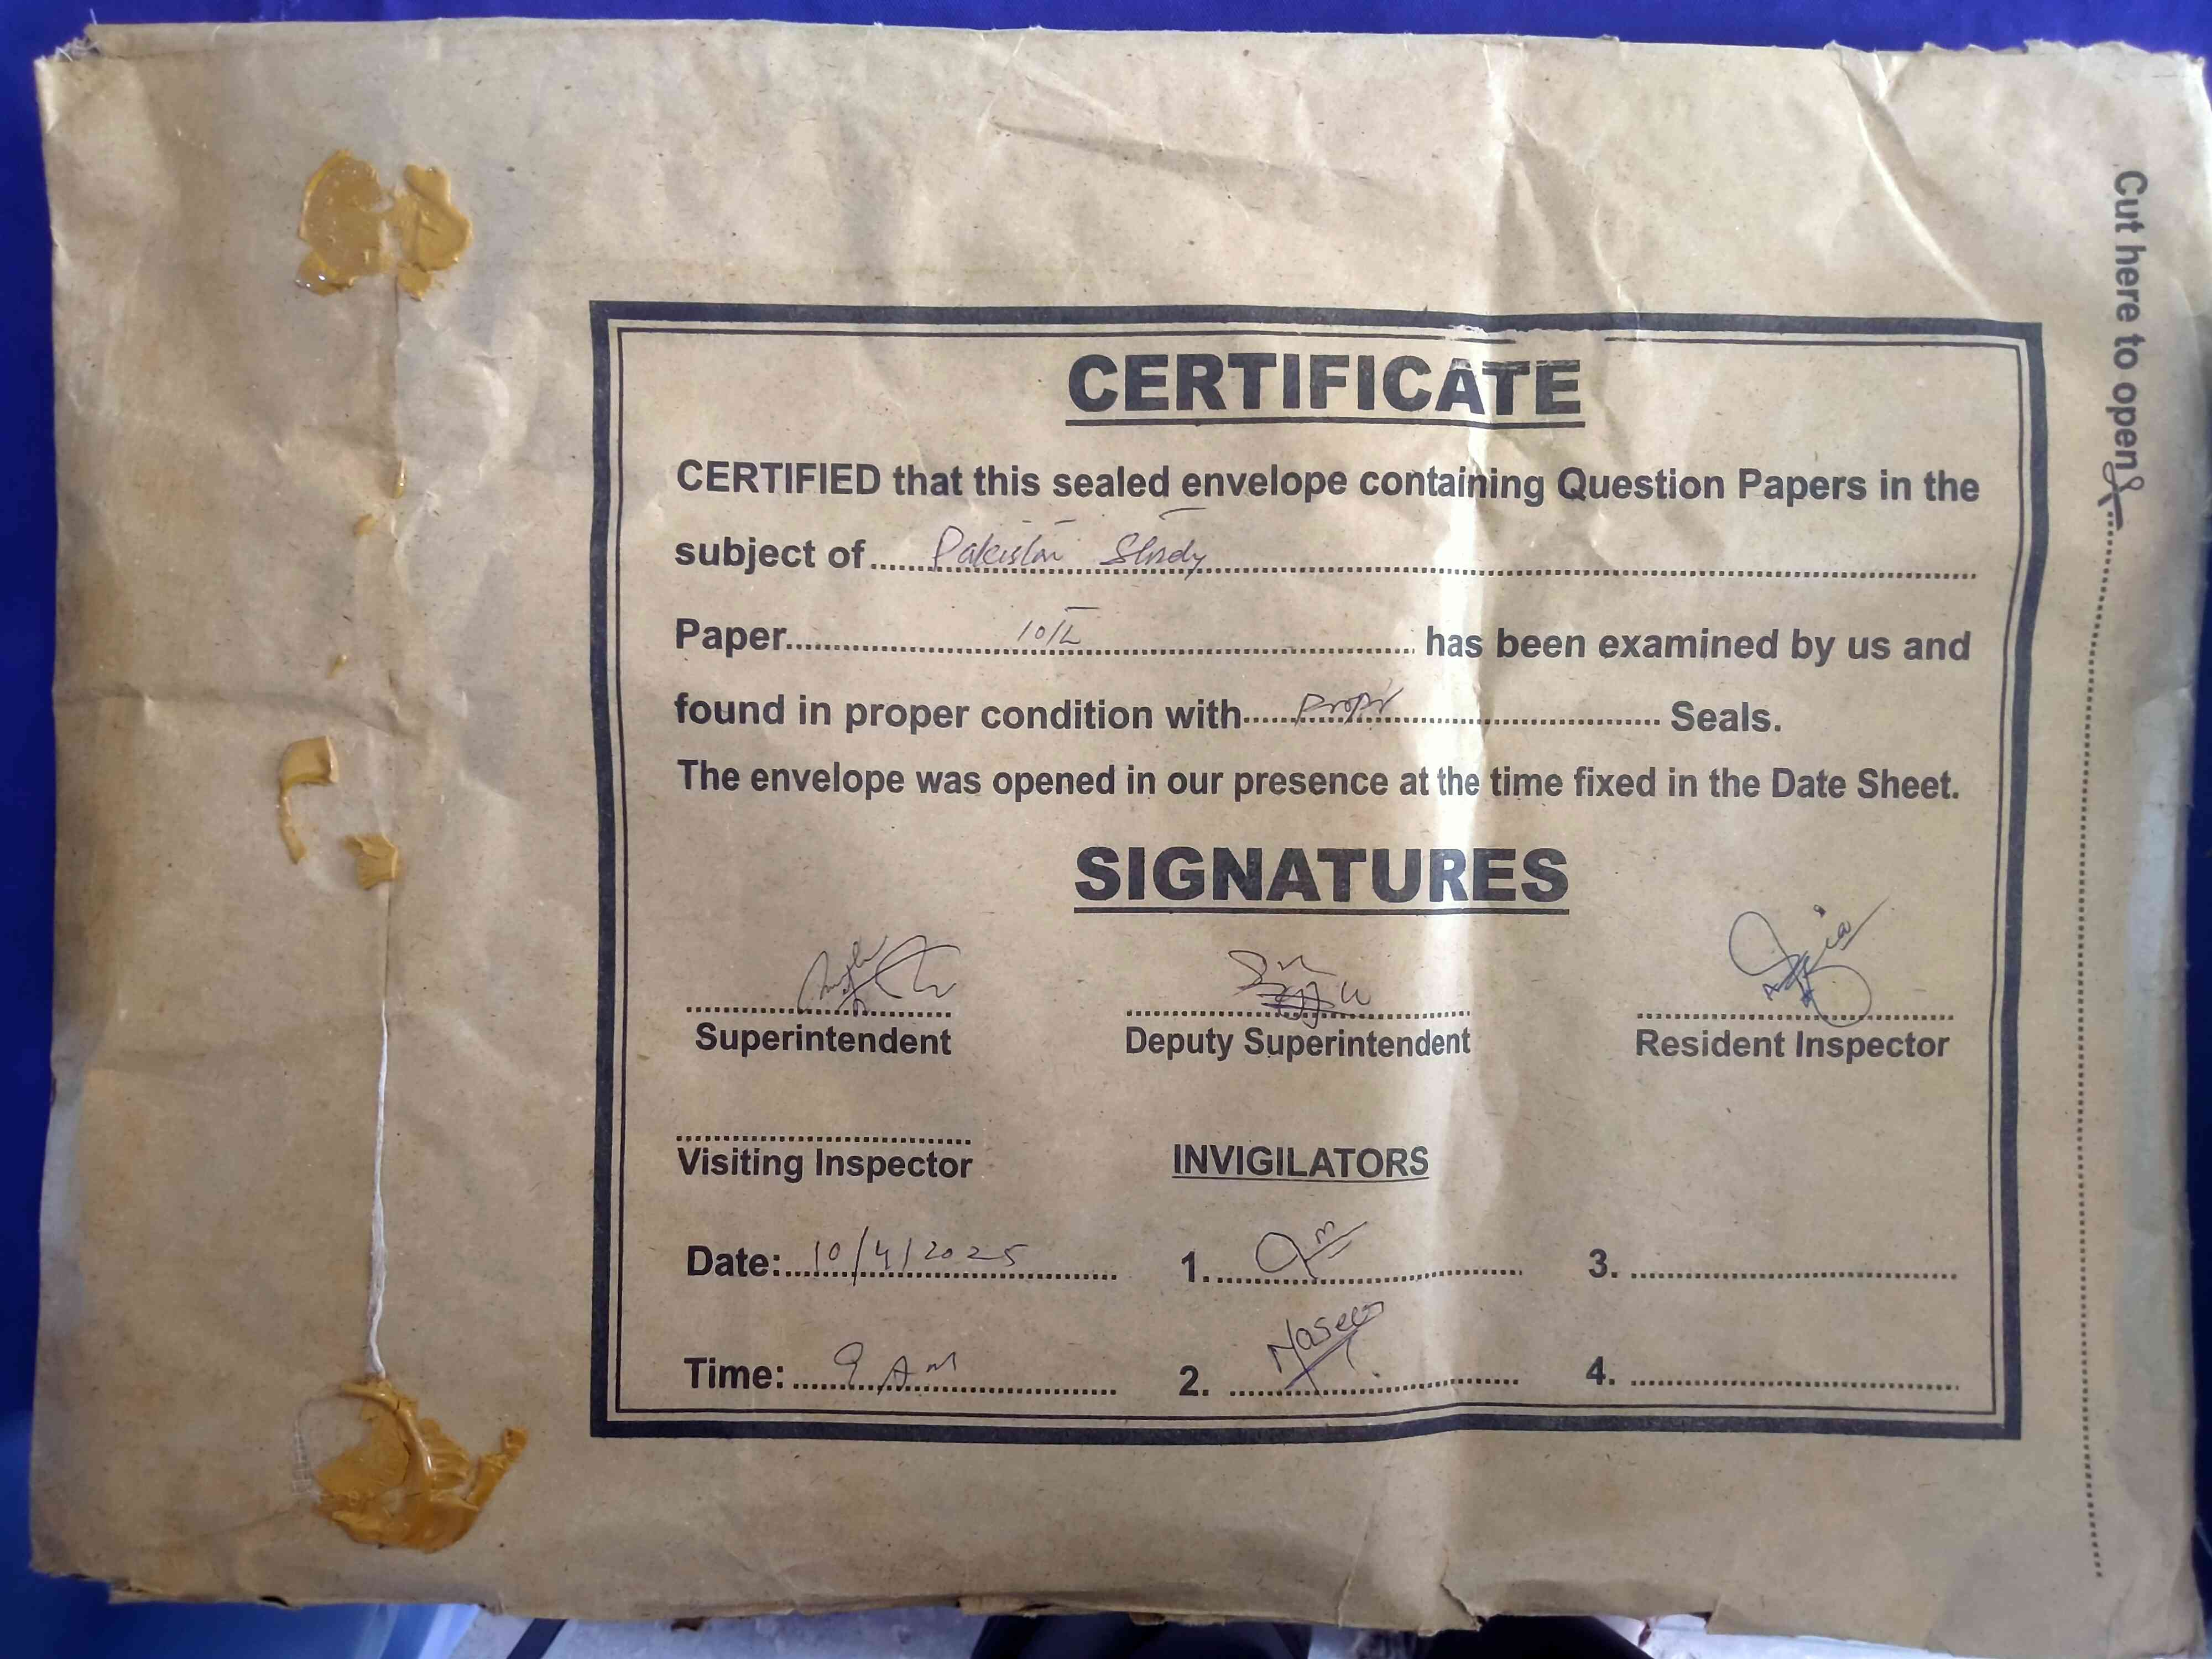 Cut here to open
CERTIFICATE
CERTIFIED that this sealed envelope containing Question Papers in the
subject of Pakistan Study
Paper has been examined by us and
found in proper condition with Seals.
The envelope was opened in our presence at the time fixed in the Date Sheet.
SIGNATURES
Superintendent Deputy Superintendent Resident Inspector
Visiting Inspector INVIGILATORS
Date: 10/4/2025 1. 3.
Time: 9 AM 2. 4.